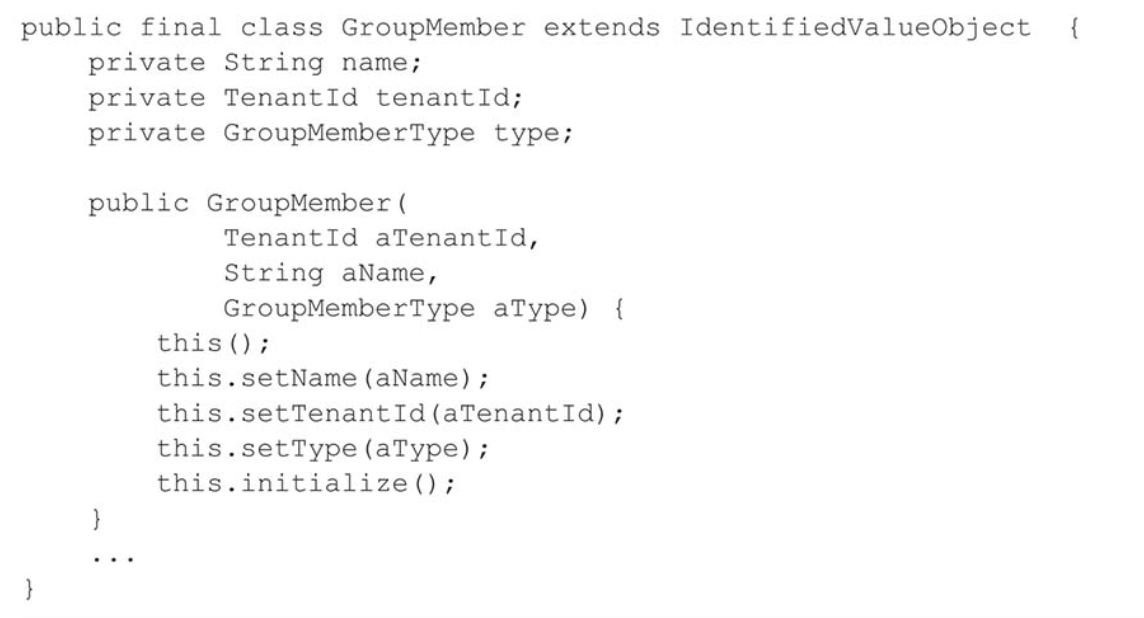 public final class GroupMember extends IdentifiedValueObject  {
    private String name;
    private TenantId tenantId;
    private GroupMemberType type;

    public GroupMember(
            TenantId aTenantId,
            String aName,
            GroupMemberType aType) {
        this();
        this.setName(aName);
        this.setTenantId(aTenantId);
        this.setType(aType);
        this.initialize();
    }
    ...
}